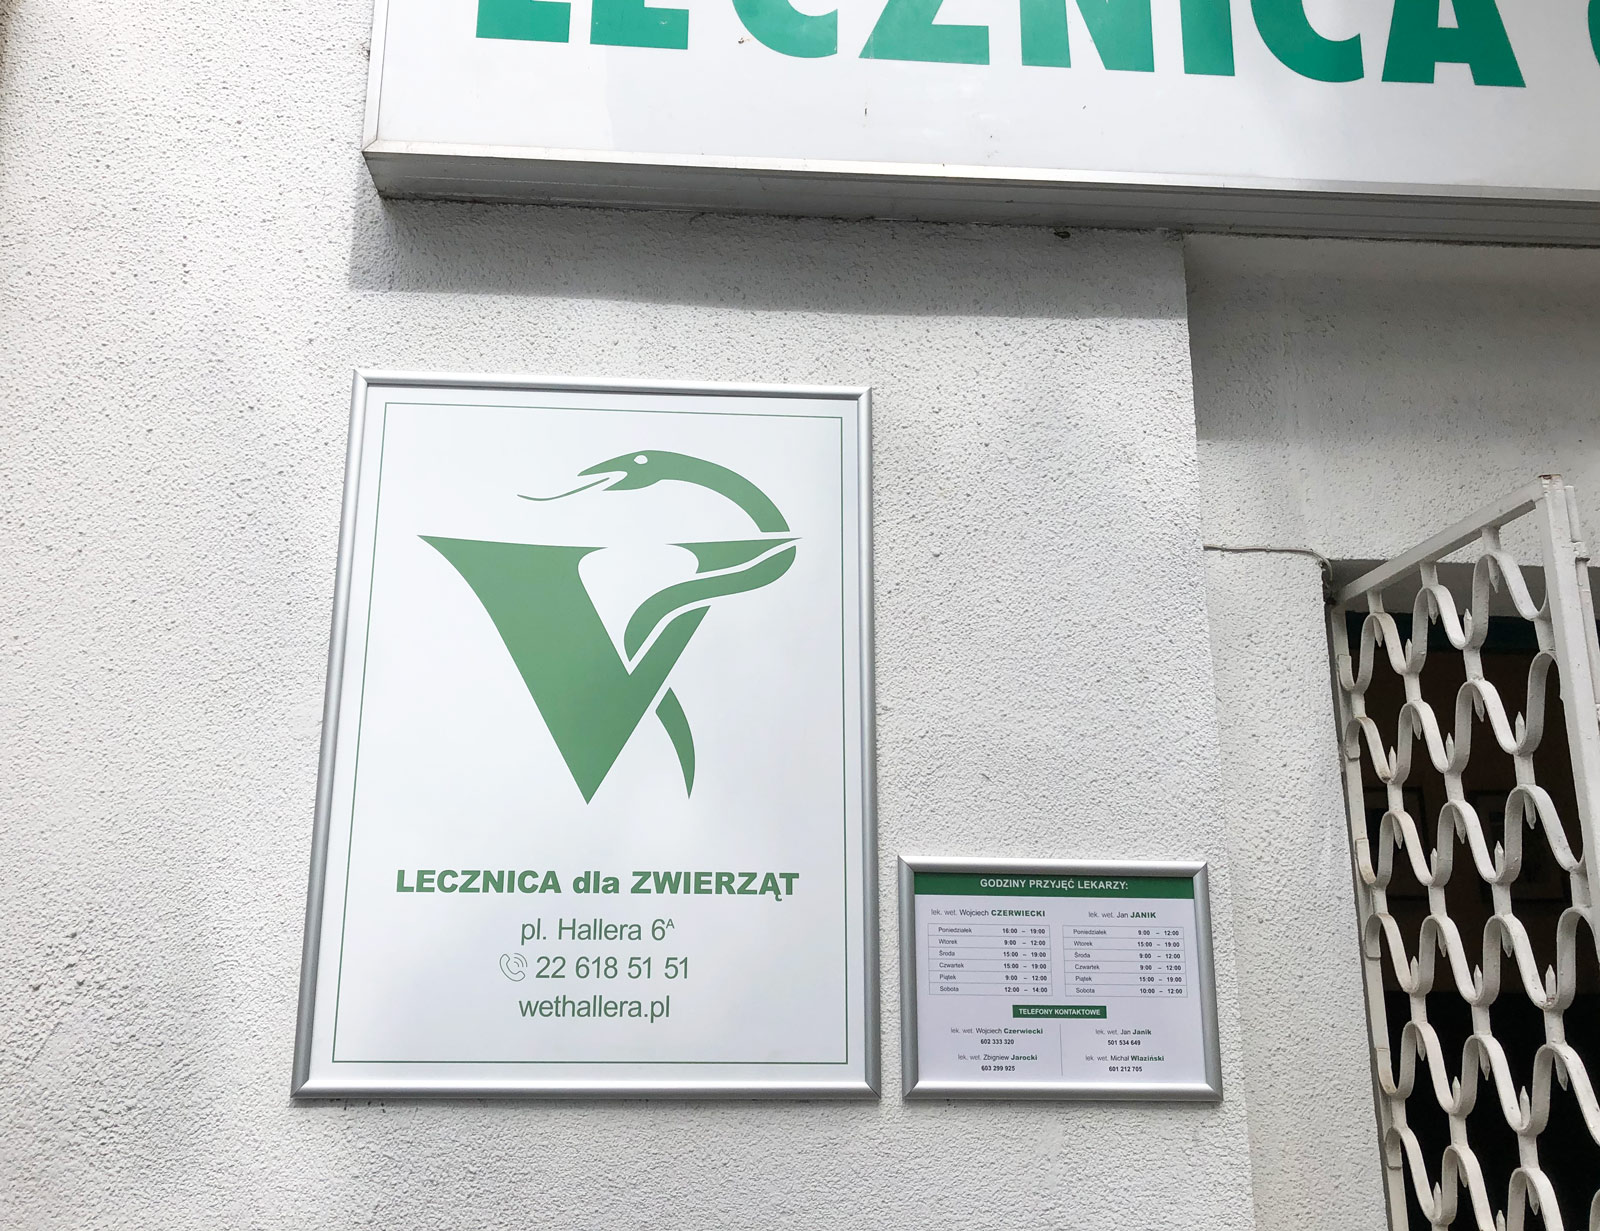 LECZNICA
LECZNICA dla ZWIERZĄT
pl. Hallera 6A
22 618 51 51
wethallera.pl
GODZINY PRZYJĘĆ LEKARZY:
lek. wet. Wojciech CZERWIECKI
Poniedziałek 16:00 – 19:00
Wtorek 9:00 – 12:00
Środa 15:00 – 19:00
Czwartek 15:00 – 19:00
Piątek 9:00 – 12:00
Sobota 12:00 – 14:00
lek. wet. Jan JANIK
Poniedziałek 9:00 – 12:00
Wtorek 15:00 – 19:00
Środa 9:00 – 12:00
Czwartek 9:00 – 12:00
Piątek 15:00 – 19:00
Sobota 10:00 – 12:00
TELEFONY KONTAKTOWE
lek. wet. Wojciech Czerwiecki
602 333 320
lek. wet. Jan Janik
501 534 649
lek. wet. Zbigniew Jarocki
603 299 925
lek. wet. Michał Wlaziński
601 212 705